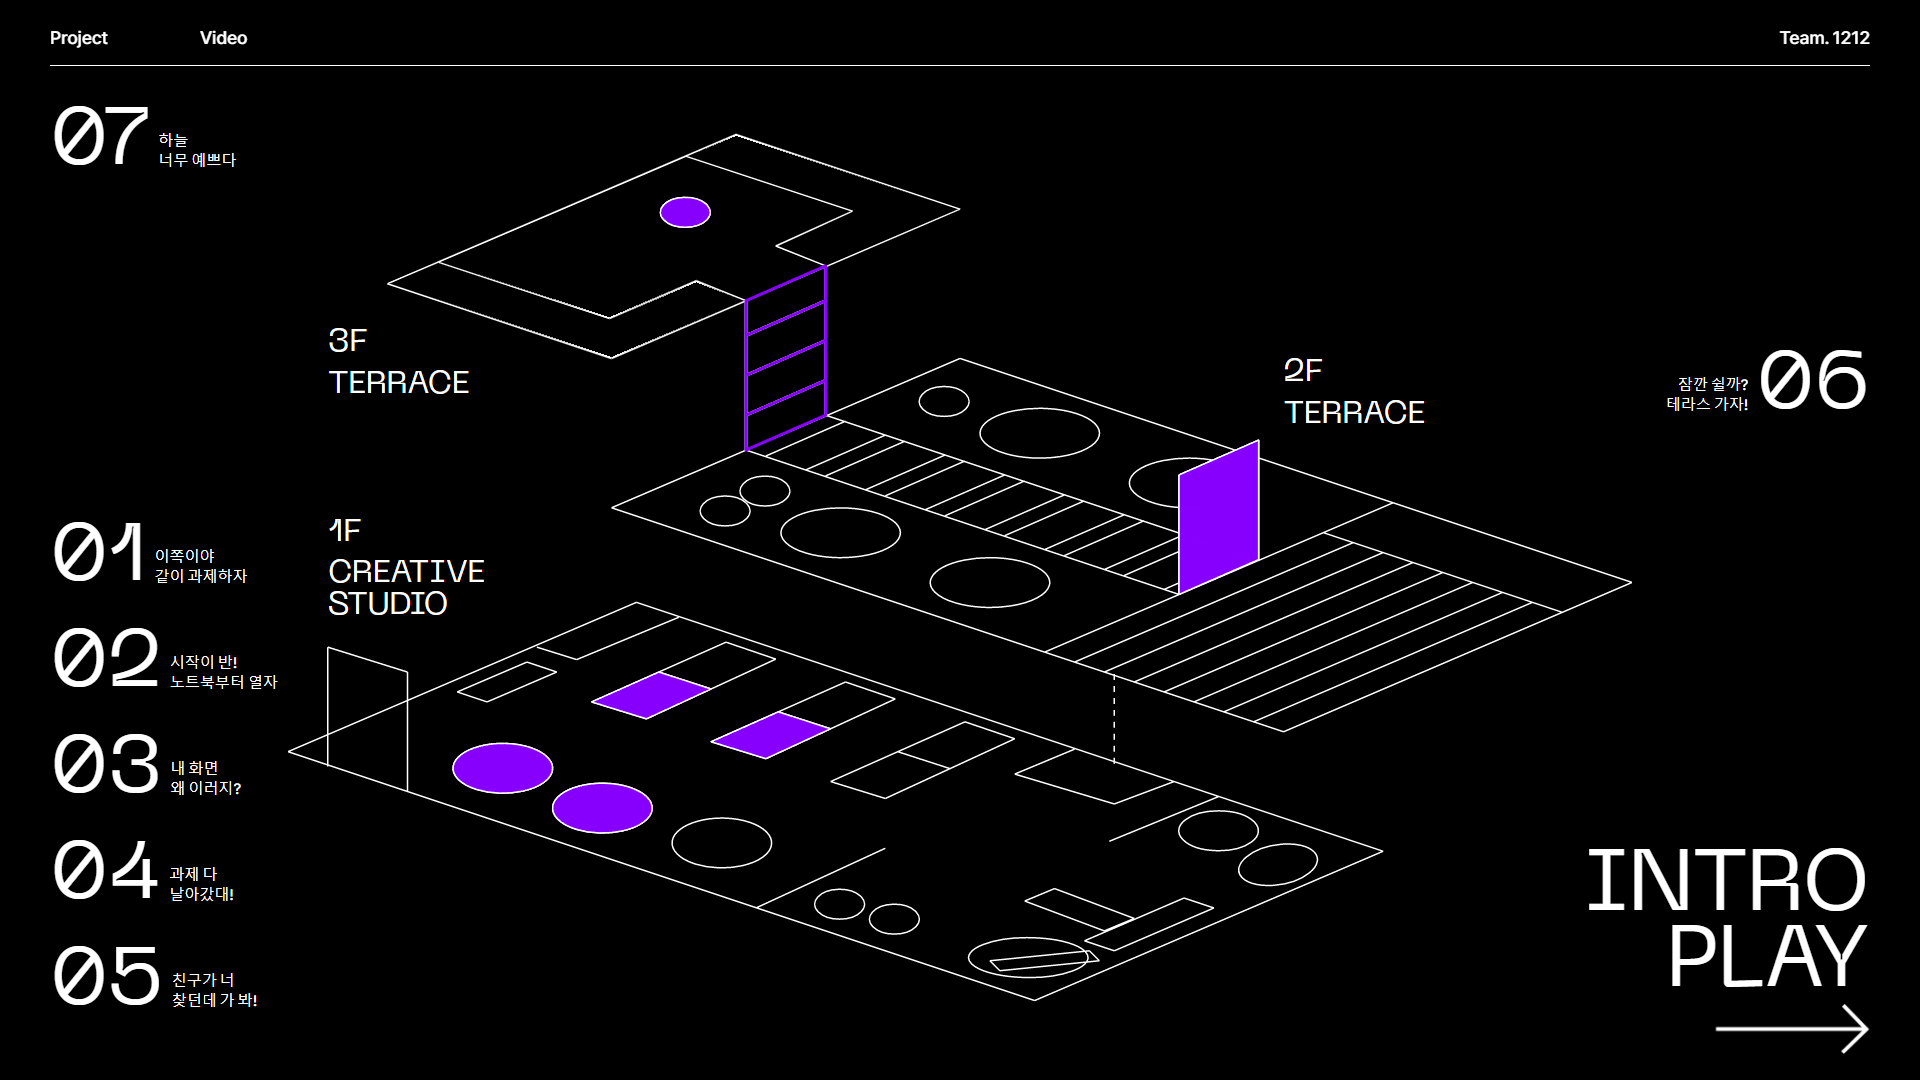 Project
Video
Team. 1212
07
하늘
너무 예쁘다
3F
TERRACE
2F
TERRACE
잠깐 쉴까?
테라스 가자!
06
01
이쪽이야
같이 과제하자
1F
CREATIVE
STUDIO
02
시작이 반!
노트북부터 열자
03
내 화면
왜 이러지?
04
과제 다
날아갔대!
05
친구가 너
찾던데 가 봐!
INTRO
PLAY